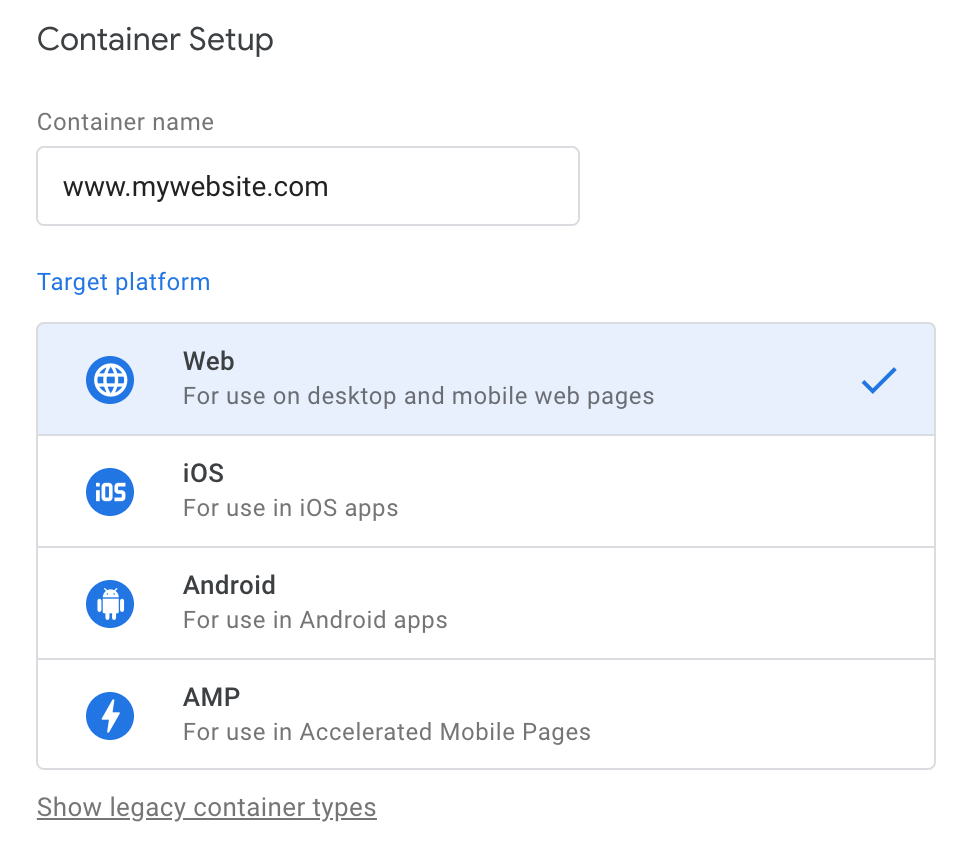 Container Setup
Container name
www.mywebsite.com
Target platform
Web
For use on desktop and mobile web pages
iOS
iOS
For use in iOS apps
Android
For use in Android apps
AMP
For use in Accelerated Mobile Pages
Show legacy container types